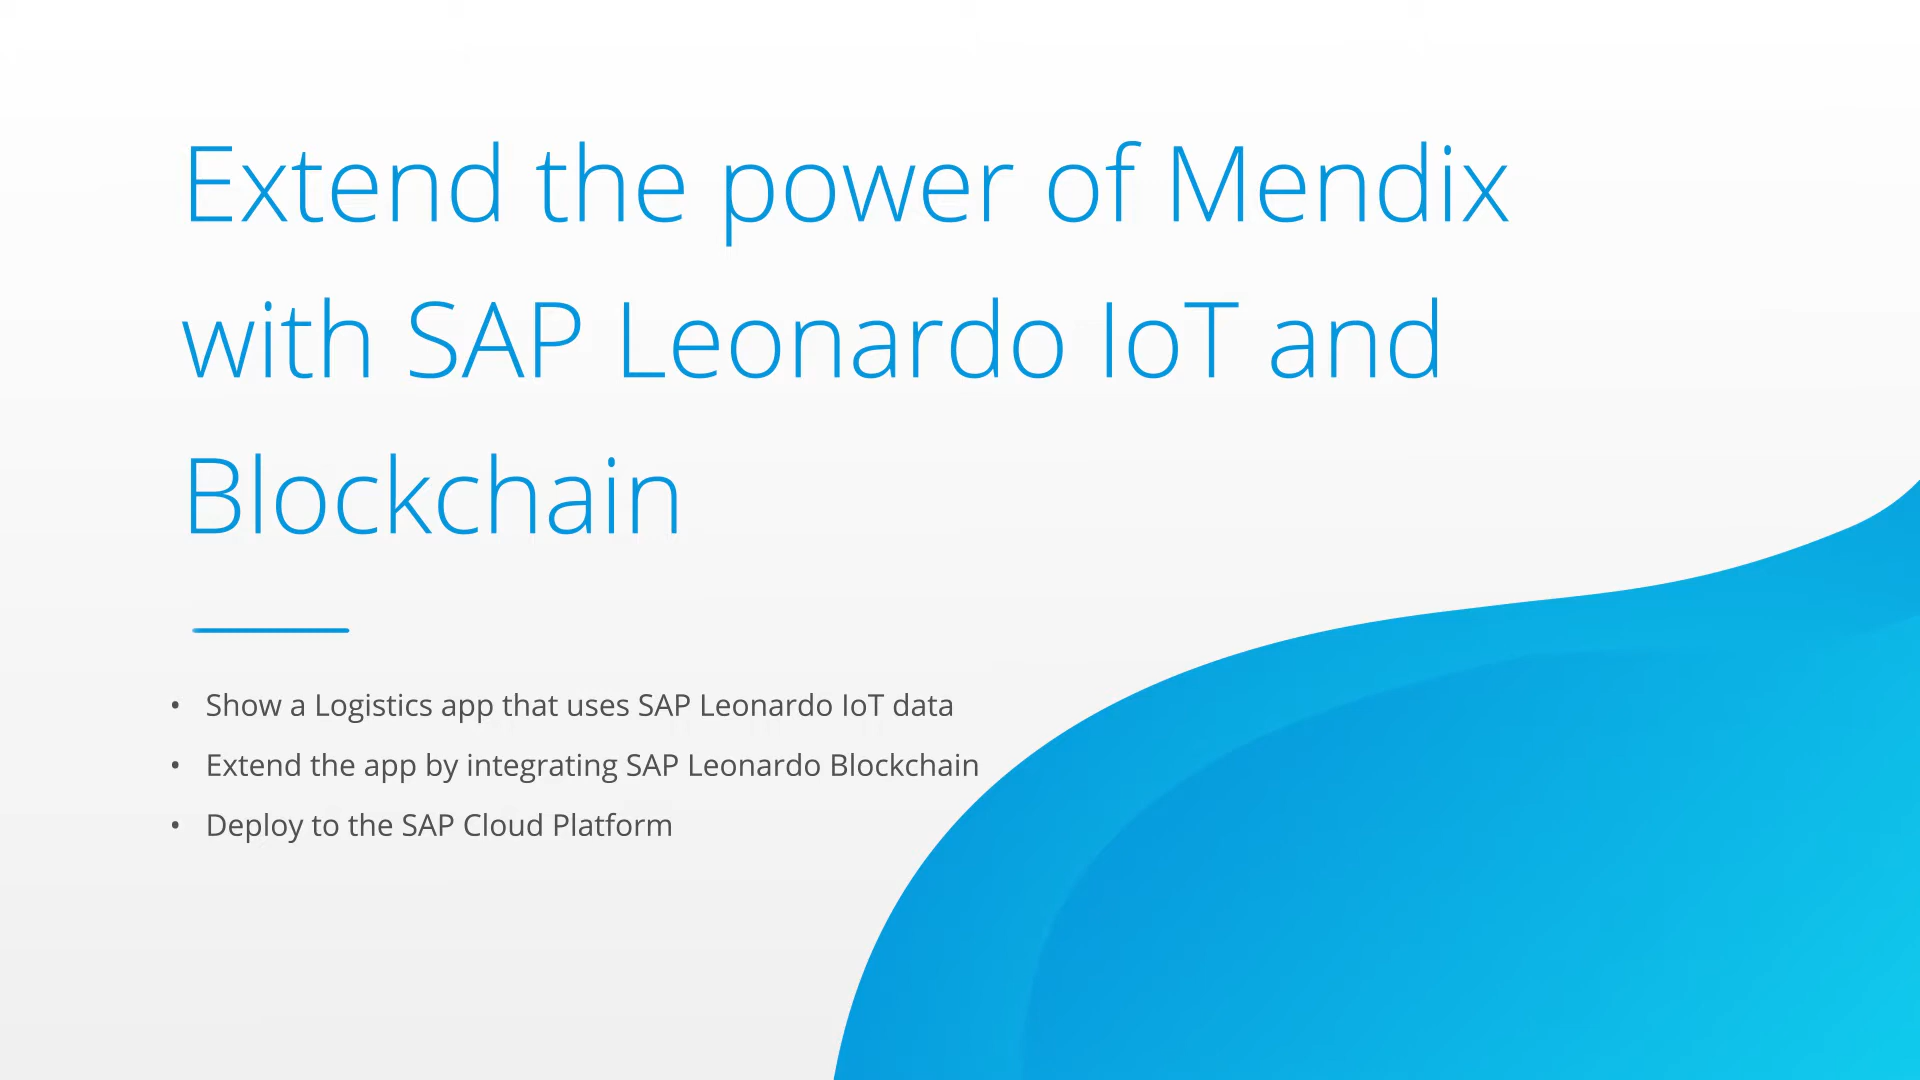 Extend the power of Mendix
with SAP Leonardo IoT and
Blockchain
• Show a Logistics app that uses SAP Leonardo IoT data
• Extend the app by integrating SAP Leonardo Blockchain
• Deploy to the SAP Cloud Platform